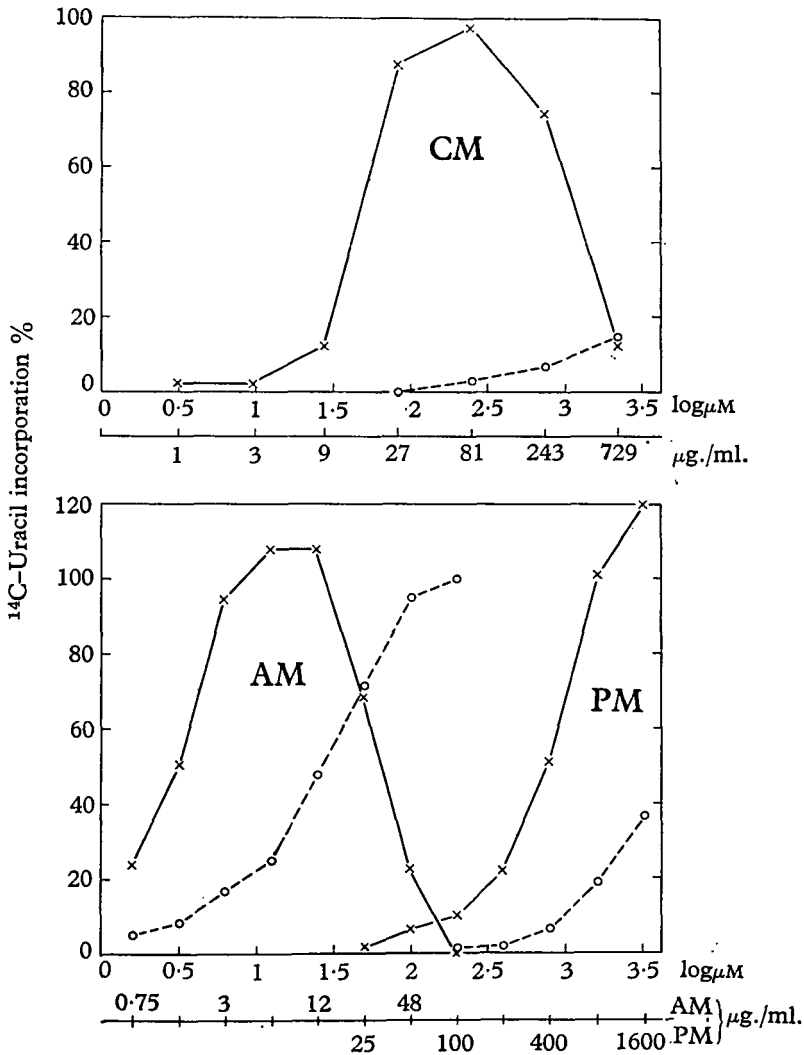 100
80
60
40
20
0
CM
0 0·5 1 1·5 ·2 2·5 3 3·5 logμM
1 3 9 27 81 243 729 μg./ml.
¹⁴C–Uracil incorporation %
120
100
80
60
40
20
0
AM
PM
0 0·5 1 1·5 2 2·5 3 3·5 logμM
0·75 3 12 48 AM
25 100 400 1600 PM
} μg./ml.